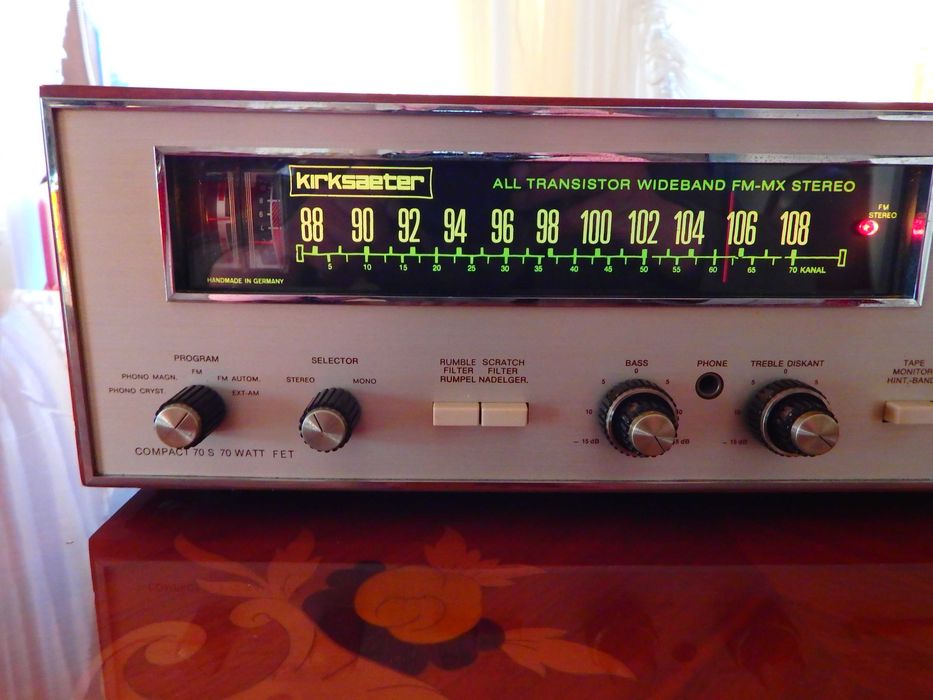 kirksaeter
ALL TRANSISTOR WIDEBAND FM-MX STEREO
88 90 92 94 96 98 100 102 104 106 108
FM
STEREO
5 10 15 20 25 30 35 40 45 50 55 60 65 70 KANAL
HANDMADE IN GERMANY
PROGRAM
FM
PHONO MAGN.
FM AUTOM.
PHONO CRYST.
EXT-AM
SELECTOR
STEREO MONO
RUMBLE SCRATCH
FILTER FILTER
RUMPEL NADELGER.
BASS
0
5 5
10
- 15 dB 15 dB
PHONE
TREBLE DISKANT
0
5 5
10
- 15 dB
TAPE
MONITOR
HINT.-BAND
COMPACT 70 S 70 WATT FET